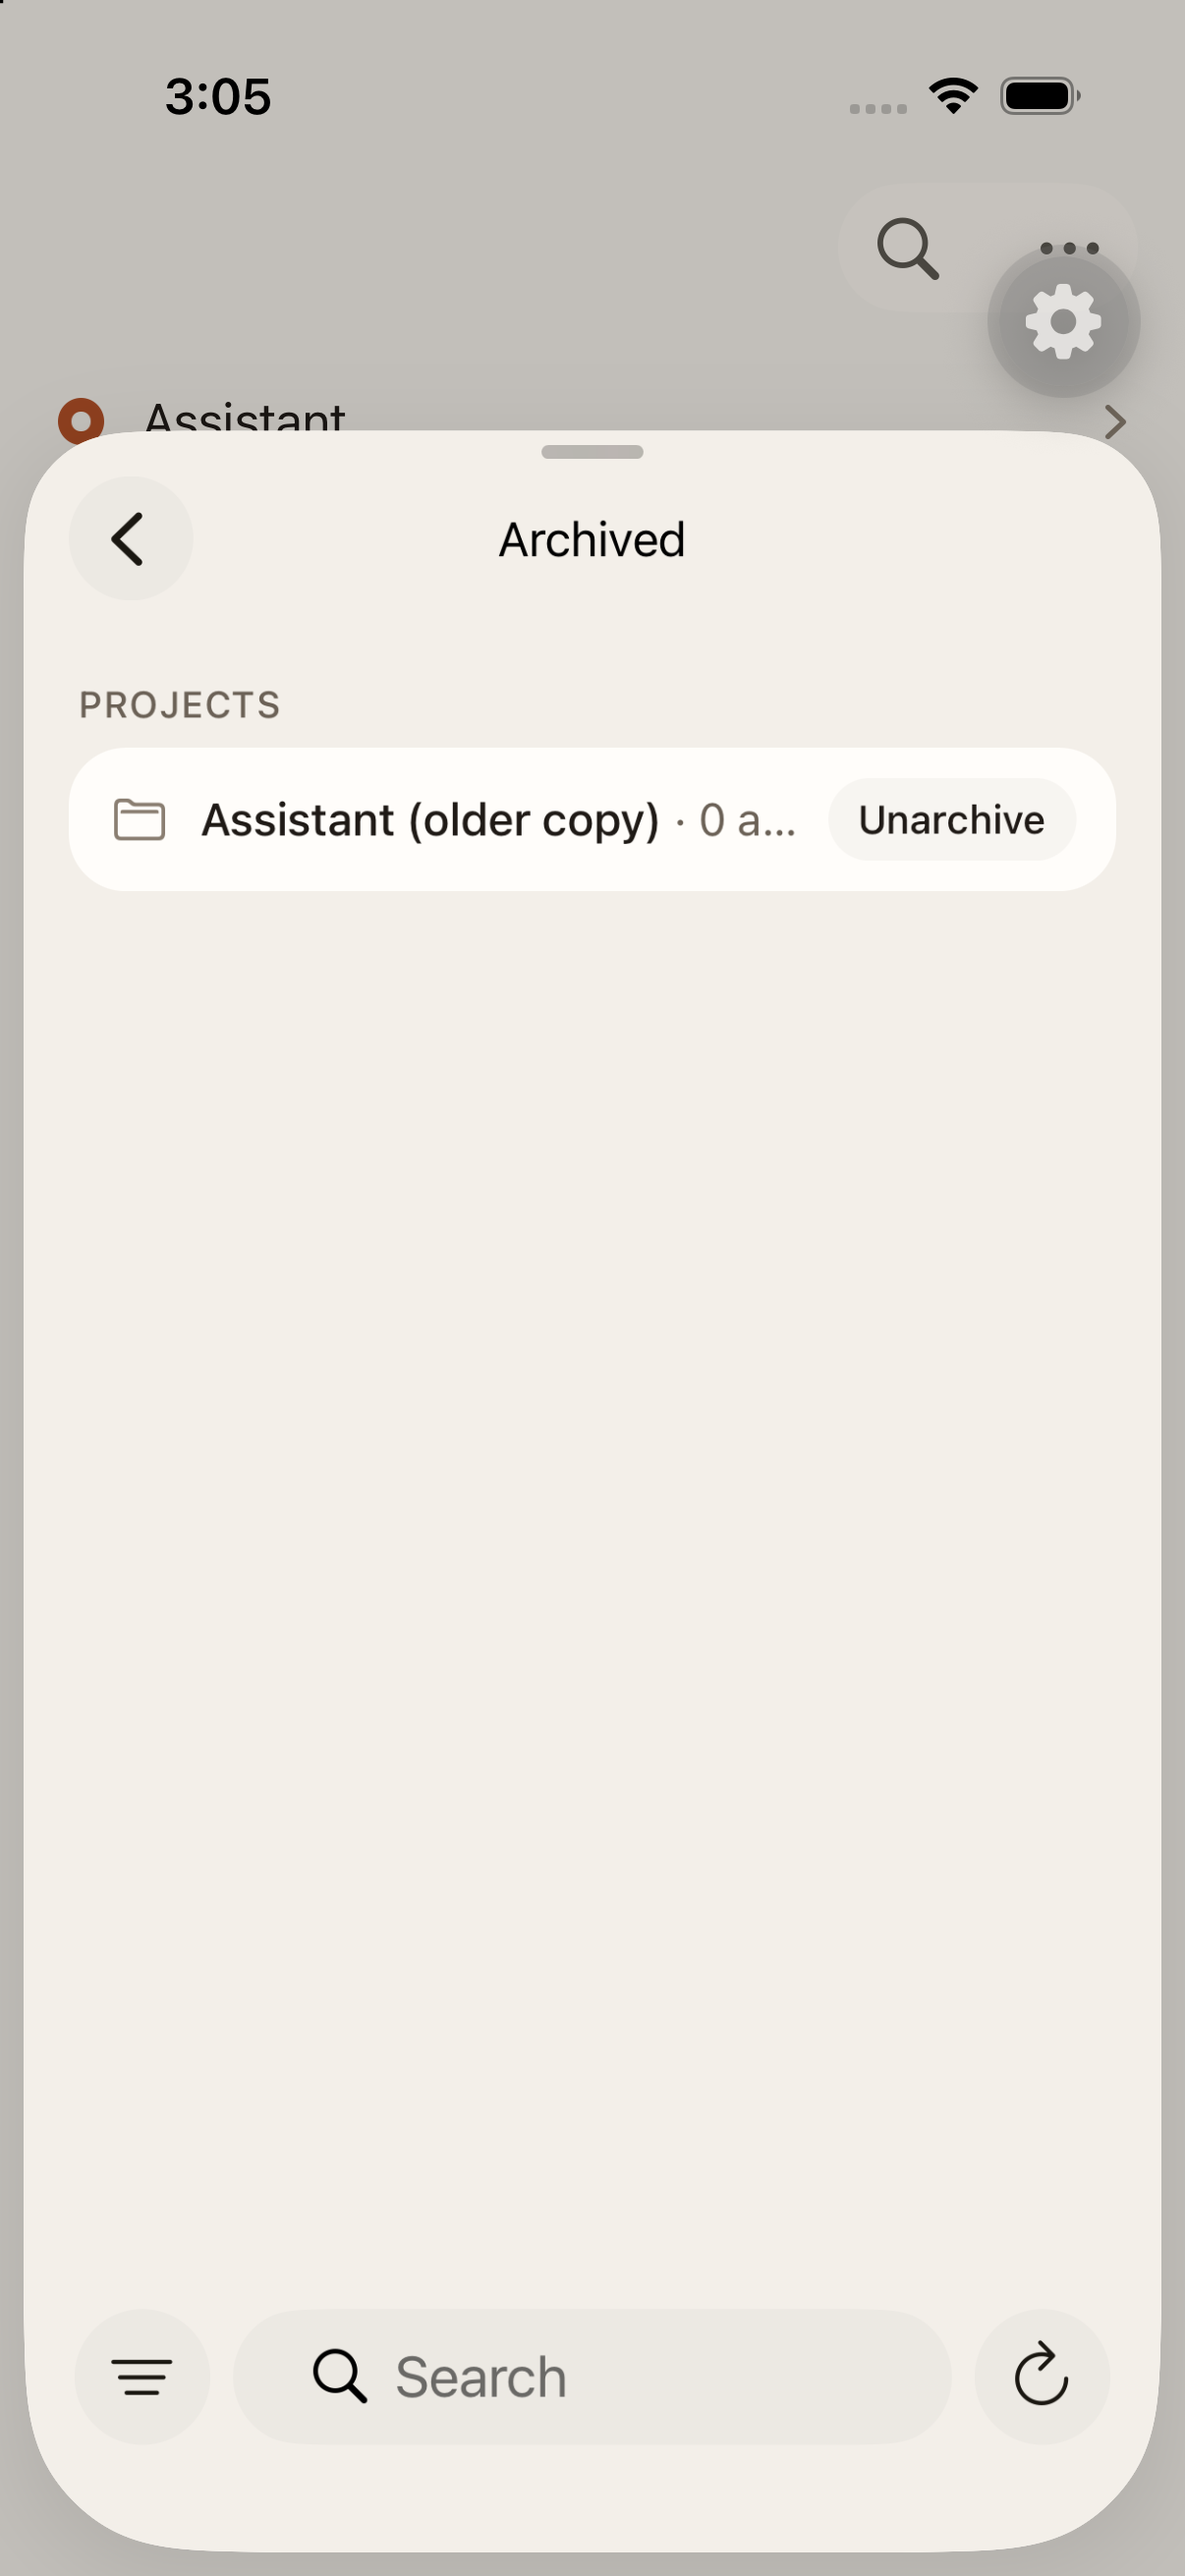 3:05
Assistant
Archived
PROJECTS
Assistant (older copy) · 0 a... Unarchive
Search